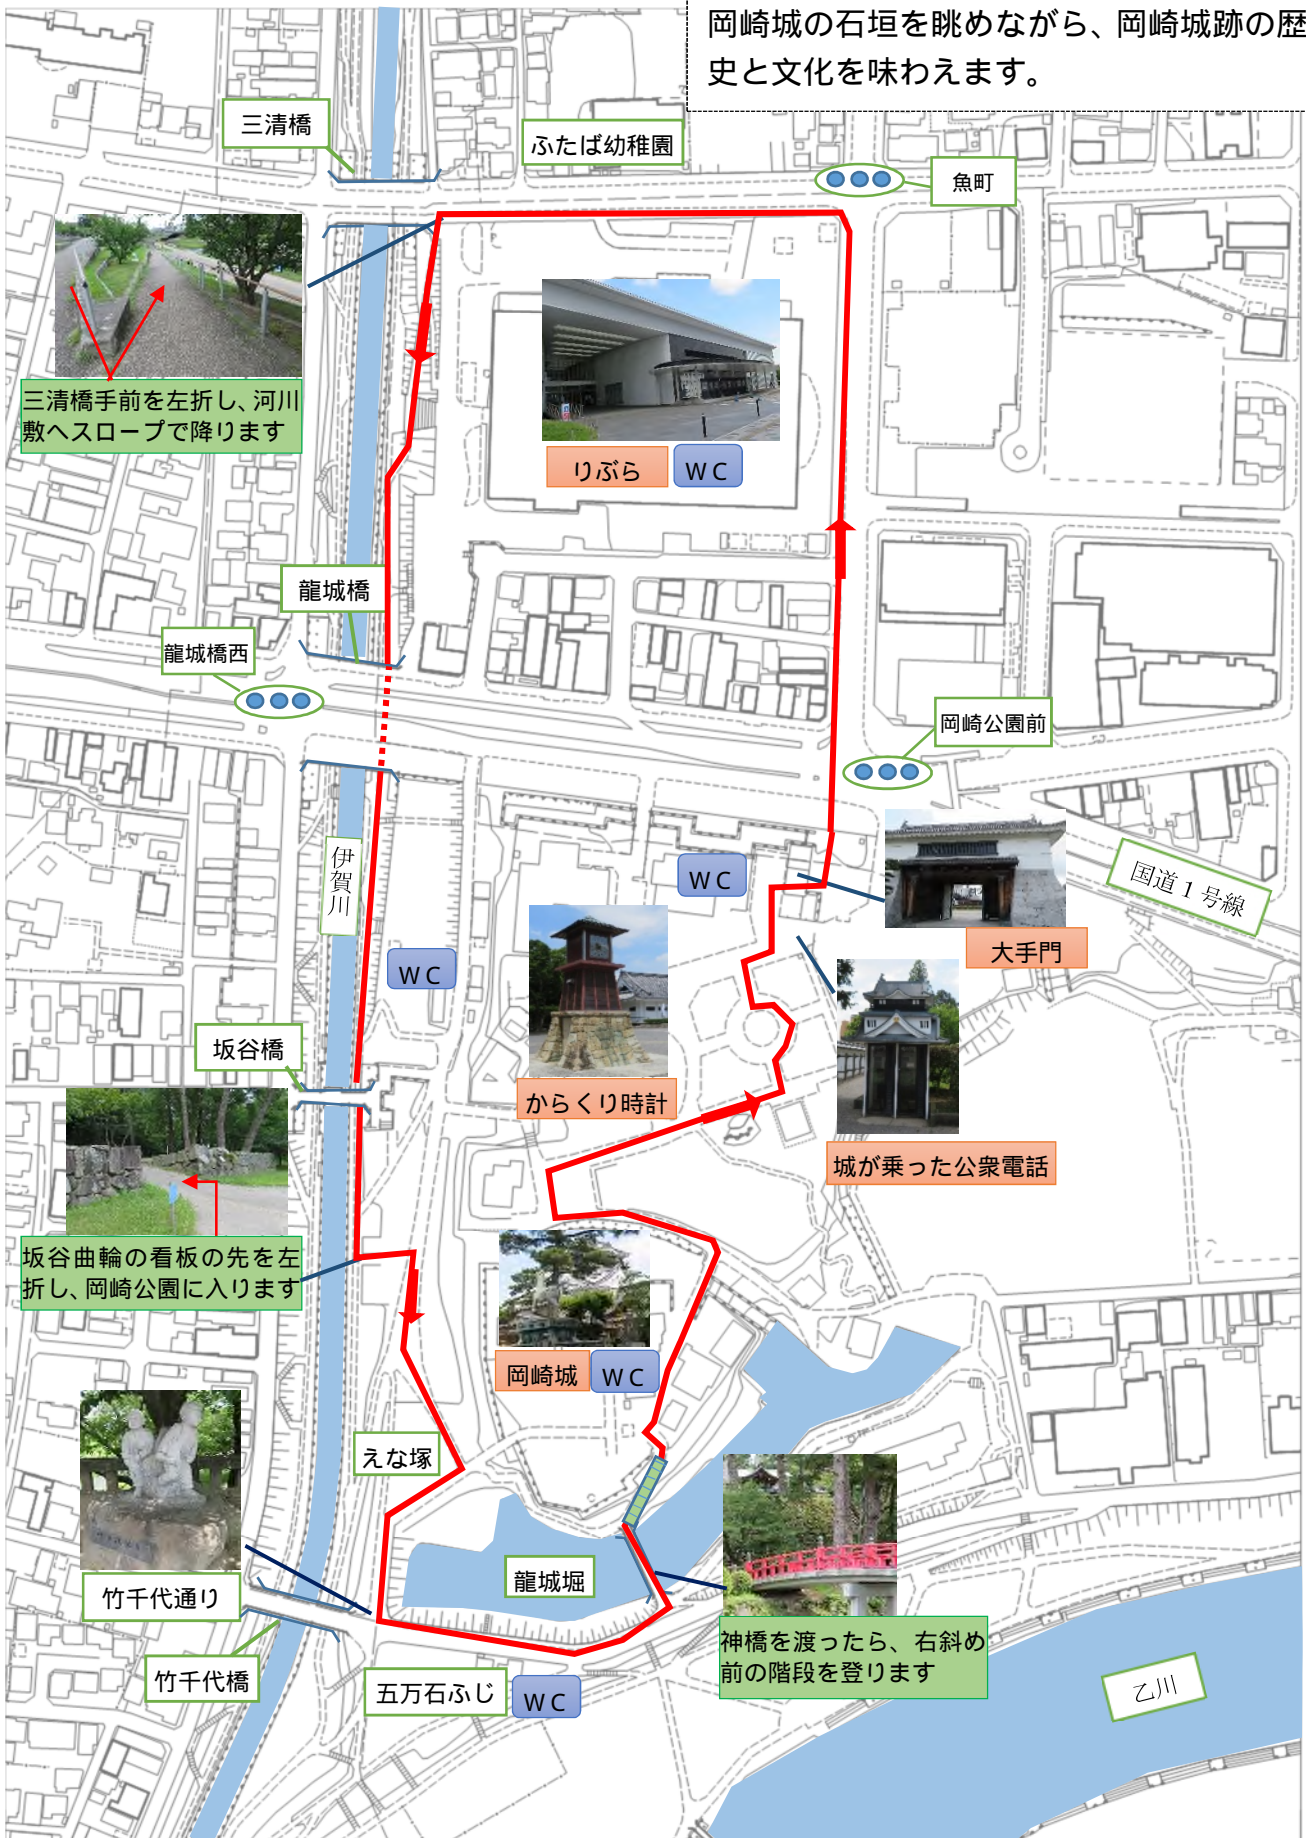 岡崎城の石垣を眺めながら、岡崎城跡の歴
史と文化を味わえます。
三清橋
ふたば幼稚園
魚町
三清橋手前を左折し、河川
敷へスロープで降ります
りぶら
WC
龍城橋
龍城橋西
岡崎公園前
伊賀川
WC
国道1号線
大手門
WC
坂谷橋
からくり時計
城が乗った公衆電話
坂谷曲輪の看板の先を左
折し、岡崎公園に入ります
岡崎城
WC
えな塚
龍城堀
竹千代通り
神橋を渡ったら、右斜め
前の階段を登ります
竹千代橋
五万石ふじ
WC
乙川